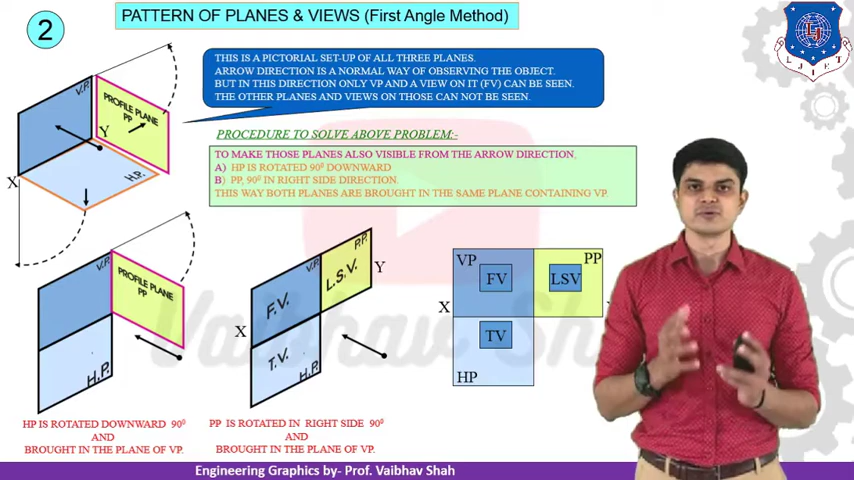 2
PATTERN OF PLANES & VIEWS (First Angle Method)
LJIET
THIS IS A PICTORIAL SET-UP OF ALL THREE PLANES.
ARROW DIRECTION IS A NORMAL WAY OF OBSERVING THE OBJECT.
BUT IN THIS DIRECTION ONLY VP AND A VIEW ON IT (FV) CAN BE SEEN.
THE OTHER PLANES AND VIEWS ON THOSE CAN NOT BE SEEN.
V.P.
PROFILE PLANE
PP
Y
X
H.P.
PROCEDURE TO SOLVE ABOVE PROBLEM:-
TO MAKE THOSE PLANES ALSO VISIBLE FROM THE ARROW DIRECTION,
A) HP IS ROTATED 90⁰ DOWNWARD
B) PP, 90⁰ IN RIGHT SIDE DIRECTION.
THIS WAY BOTH PLANES ARE BROUGHT IN THE SAME PLANE CONTAINING VP.
V.P.
PROFILE PLANE
PP
H.P.
V.P.
P.P.
F.V.
L.S.V.
Y
X
T.V.
H.P.
VP
PP
FV
LSV
X
TV
HP
Vaibhav Sh
HP IS ROTATED DOWNWARD 90⁰
AND
BROUGHT IN THE PLANE OF VP.
PP IS ROTATED IN RIGHT SIDE 90⁰
AND
BROUGHT IN THE PLANE OF VP.
Engineering Graphics by- Prof. Vaibhav Shah